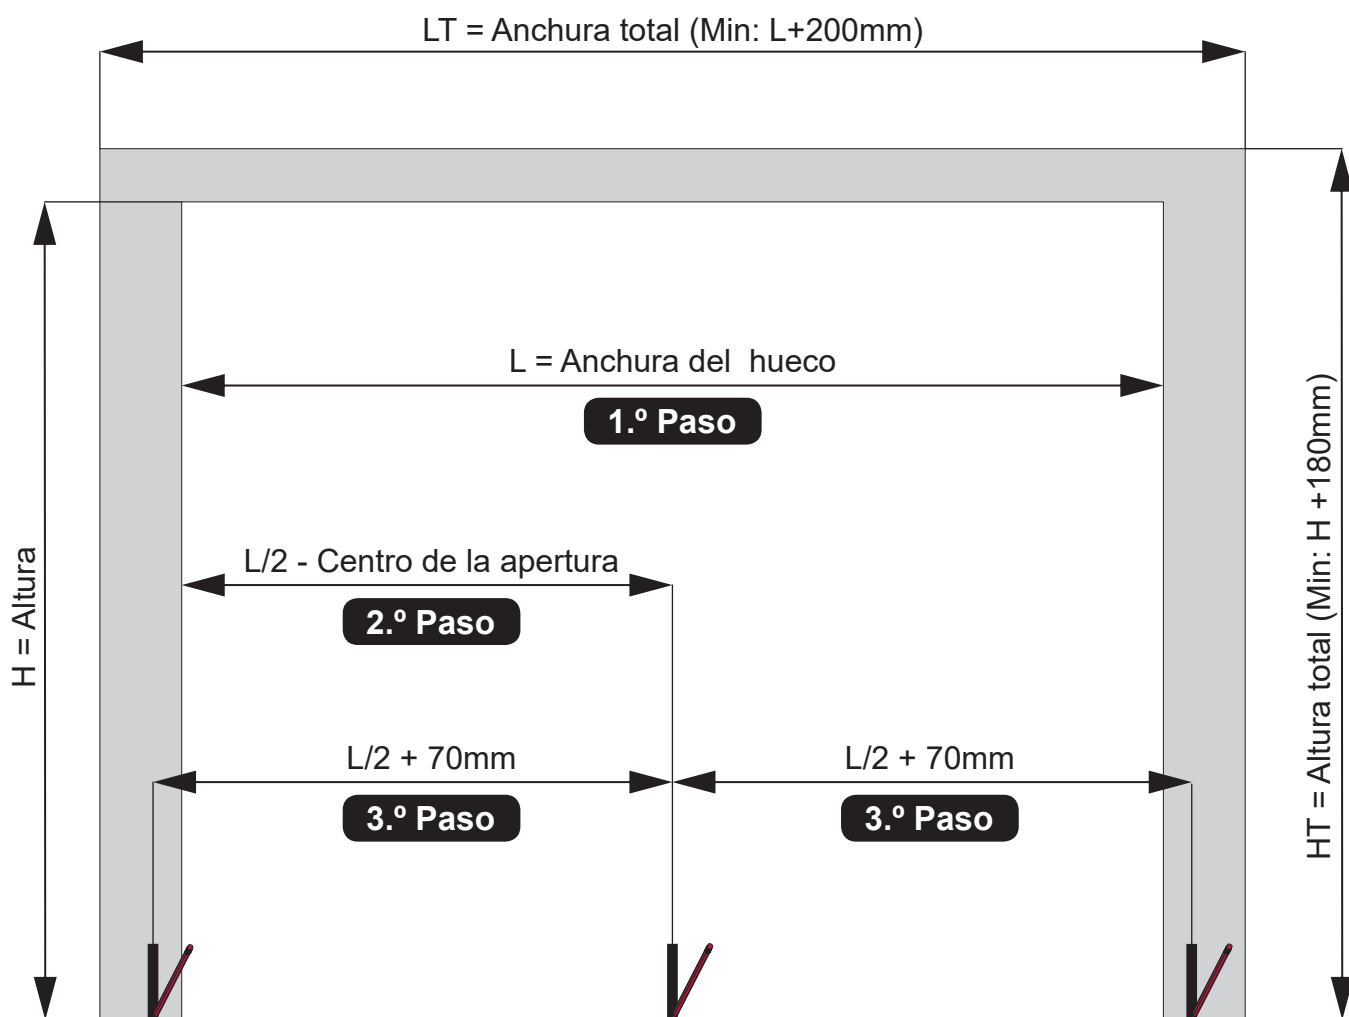 LT = Anchura total (Min: L+200mm)
L = Anchura del hueco
1.º Paso
H = Altura
HT = Altura total (Min: H +180mm)
L/2 - Centro de la apertura
2.º Paso
L/2 + 70mm
L/2 + 70mm
3.º Paso
3.º Paso